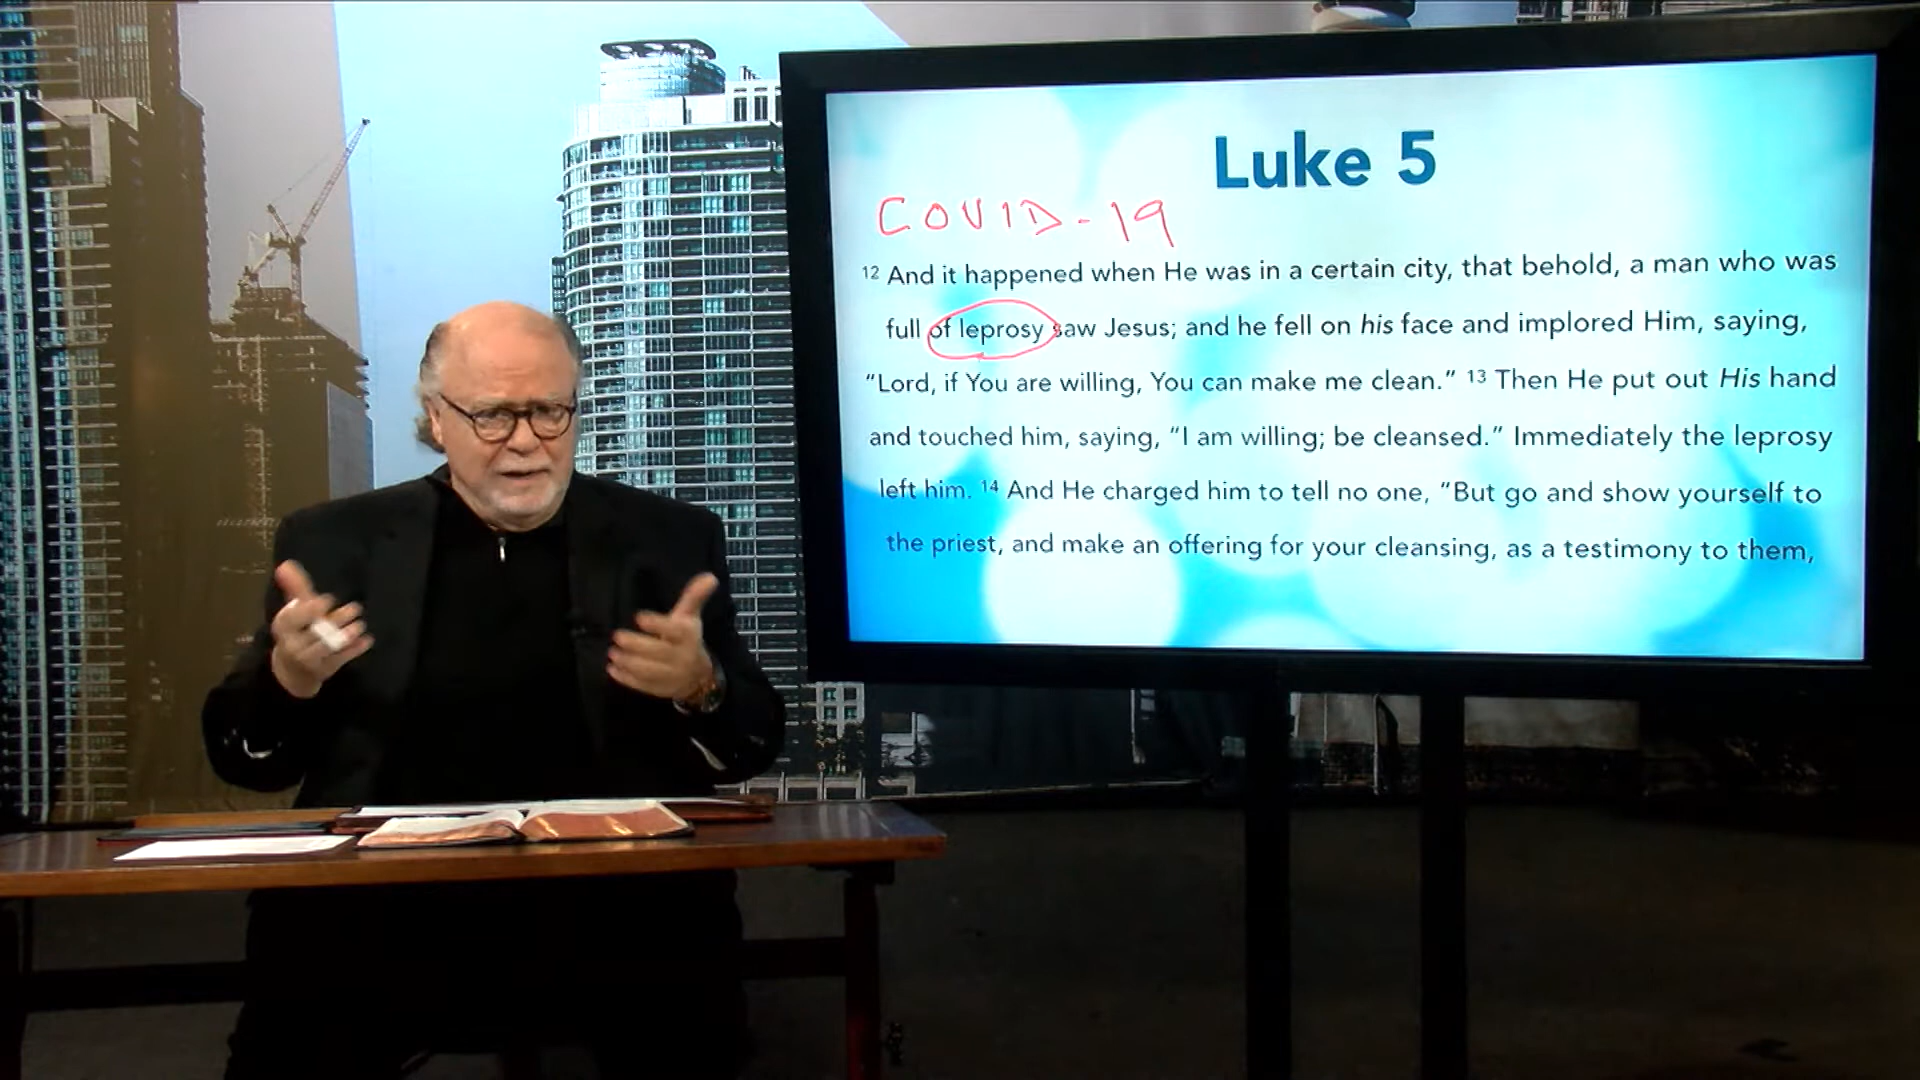 Luke 5
COVID-19
12 And it happened when He was in a certain city, that behold, a man who was
full of leprosy saw Jesus; and he fell on his face and implored Him, saying,
“Lord, if You are willing, You can make me clean.” 13 Then He put out His hand
and touched him, saying, “I am willing; be cleansed.” Immediately the leprosy
left him. 14 And He charged him to tell no one, “But go and show yourself to
the priest, and make an offering for your cleansing, as a testimony to them,